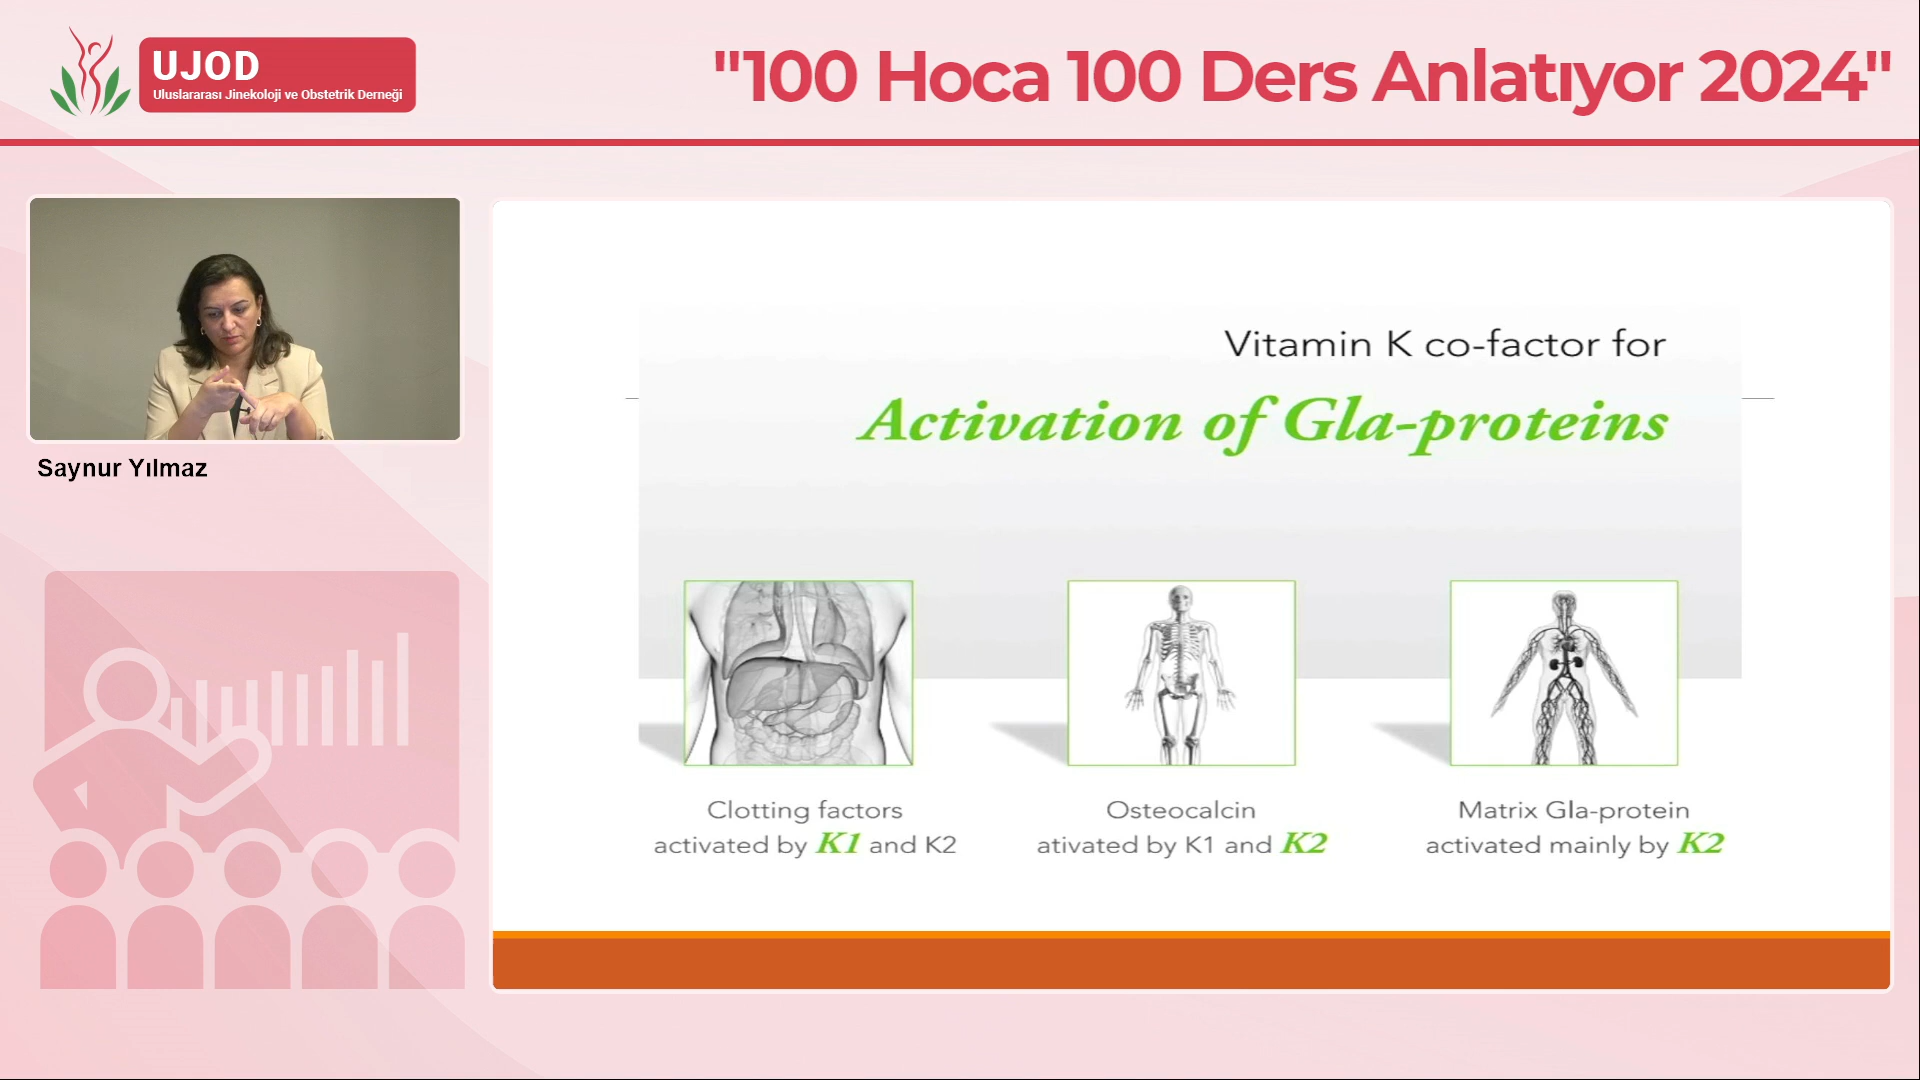 UJOD
Uluslararası Jinekoloji ve Obstetrik Derneği
"100 Hoca 100 Ders Anlatıyor 2024"
Saynur Yılmaz
Vitamin K co-factor for
Activation of Gla-proteins
Clotting factors
activated by K1 and K2
Osteocalcin
ativated by K1 and K2
Matrix Gla-protein
activated mainly by K2